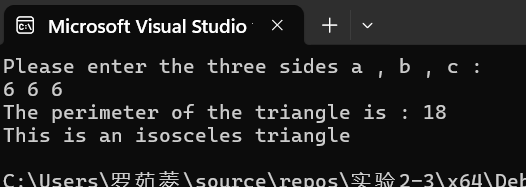 Microsoft Visual Studio
Please enter the three sides a , b , c :
6 6 6
The perimeter of the triangle is : 18
This is an isosceles triangle
C:\Users\罗茹菱\source\repos\实验2-3\x64\Deb